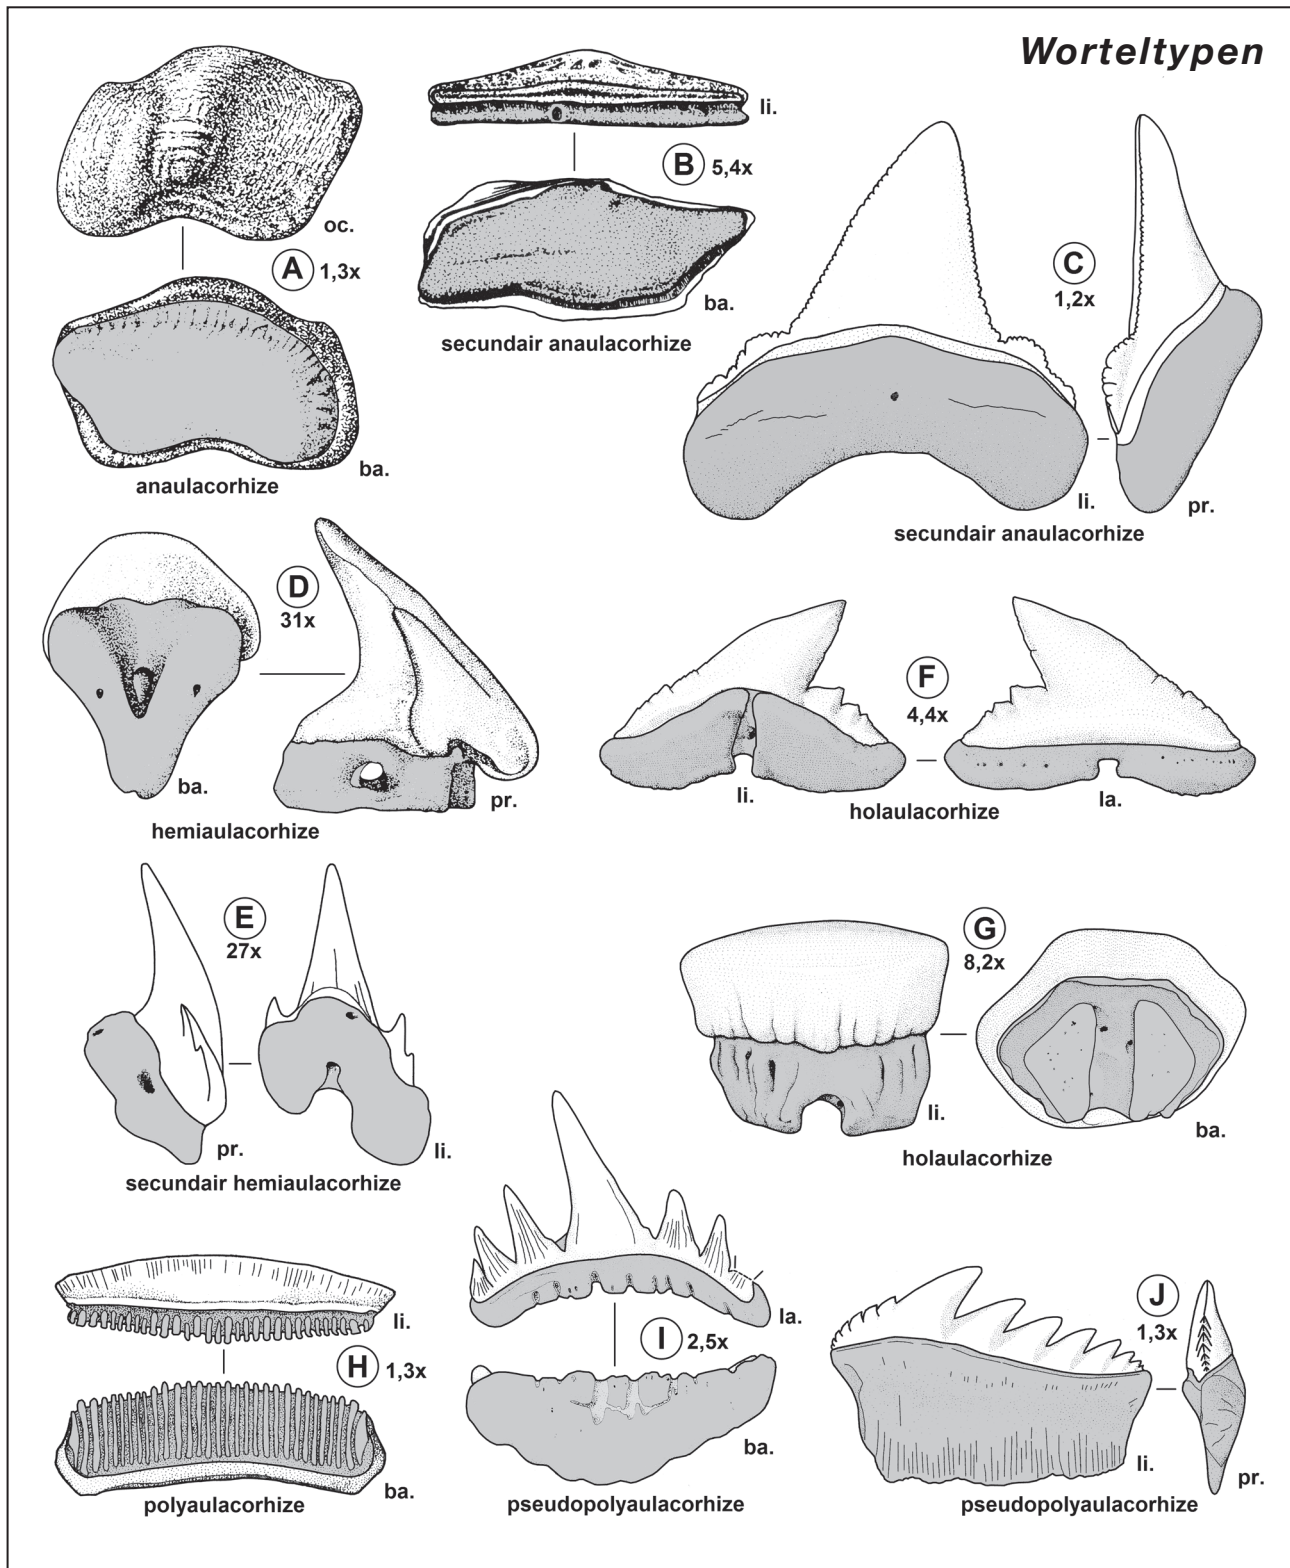 Worteltypen
oc.
A 1,3x
ba.
anaulacorhize
li.
B 5,4x
ba.
secundair anaulacorhize
C
1,2x
li.
pr.
secundair anaulacorhize
D
31x
ba.
pr.
hemiaulacorhize
F
4,4x
li.
la.
holaulacorhize
E
27x
pr.
li.
secundair hemiaulacorhize
G
8,2x
li.
ba.
holaulacorhize
li.
H 1,3x
ba.
polyaulacorhize
la.
I 2,5x
ba.
pseudopolyaulacorhize
J
1,3x
li.
pr.
pseudopolyaulacorhize